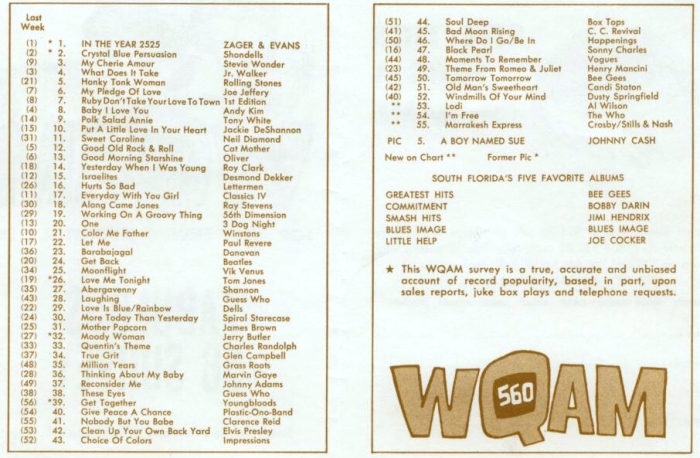 Last
Week
(1) * 1. IN THE YEAR 2525 ZAGER & EVANS
(2) * 2. Crystal Blue Persuasion Shondells
(9) 3. My Cherie Amour Stevie Wonder
(3) 4. What Does It Take Jr. Walker
(21) 5. Honky Tonk Woman Rolling Stones
(7) 6. My Pledge Of Love Joe Jeffery
(8) 7. Ruby Don't Take Your Love To Town 1st Edition
(4) 8. Baby I Love You Andy Kim
(14) 9. Polk Salad Annie Tony White
(15) 10. Put A Little Love In Your Heart Jackie DeShannon
(31) 11. Sweet Caroline Neil Diamond
(5) 12. Good Old Rock & Roll Cat Mother
(6) 13. Good Morning Starshine Oliver
(18) 14. Yesterday When I Was Young Roy Clark
(12) 15. Israelites Desmond Dekker
(26) 16. Hurts So Bad Lettermen
(11) 17. Everyday With You Girl Classics IV
(30) 18. Along Came Jones Ray Stevens
(29) 19. Working On A Groovy Thing 56th Dimension
(13) 20. One 3 Dog Night
(10) 21. Color Me Father Winstons
(17) 22. Let Me Paul Revere
(36) 23. Barabajagal Donovan
(20) 24. Get Back Beatles
(34) 25. Moonflight Vik Venus
(19) *26. Love Me Tonight Tom Jones
(35) 27. Abergavenny Shannon
(43) 28. Laughing Guess Who
(22) 29. Love Is Blue/Rainbow Dells
(24) 30. More Today Than Yesterday Spiral Starecase
(25) 31. Mother Popcorn James Brown
(27) *32. Moody Woman Jerry Butler
(33) 33. Quentin's Theme Charles Randolph
(37) 34. True Grit Glen Campbell
(48) 35. Million Years Grass Roots
(28) 36. Thinking About My Baby Marvin Gaye
(49) 37. Reconsider Me Johnny Adams
(38) 38. These Eyes Guess Who
(56) *39. Get Together Youngbloods
(54) 40. Give Peace A Chance Plastic-Ono-Band
(55) 41. Nobody But You Babe Clarence Reid
(53) 42. Clean Up Your Own Back Yard Elvis Presley
(52) 43. Choice Of Colors Impressions
(51) 44. Soul Deep Box Tops
(41) 45. Bad Moon Rising C. C. Revival
(50) 46. Where Do I Go/Be In Happenings
(16) 47. Black Pearl Sonny Charles
(44) 48. Moments To Remember Vogues
(23) 49. Theme From Romeo & Juliet Henry Mancini
(45) 50. Tomorrow Tomorrow Bee Gees
(42) 51. Old Man's Sweetheart Candi Staton
(40) 52. Windmills Of Your Mind Dusty Springfield
** 53. Lodi Al Wilson
** 54. I'm Free The Who
** 55. Marrakesh Express Crosby/Stills & Nash
PIC 5. A BOY NAMED SUE JOHNNY CASH
New on Chart ** Former Pic *
SOUTH FLORIDA'S FIVE FAVORITE ALBUMS
GREATEST HITS BEE GEES
COMMITMENT BOBBY DARIN
SMASH HITS JIMI HENDRIX
BLUES IMAGE BLUES IMAGE
LITTLE HELP JOE COCKER
★ This WQAM survey is a true, accurate and unbiased
account of record popularity, based, in part, upon
sales reports, juke box plays and telephone requests.
WQAM
560